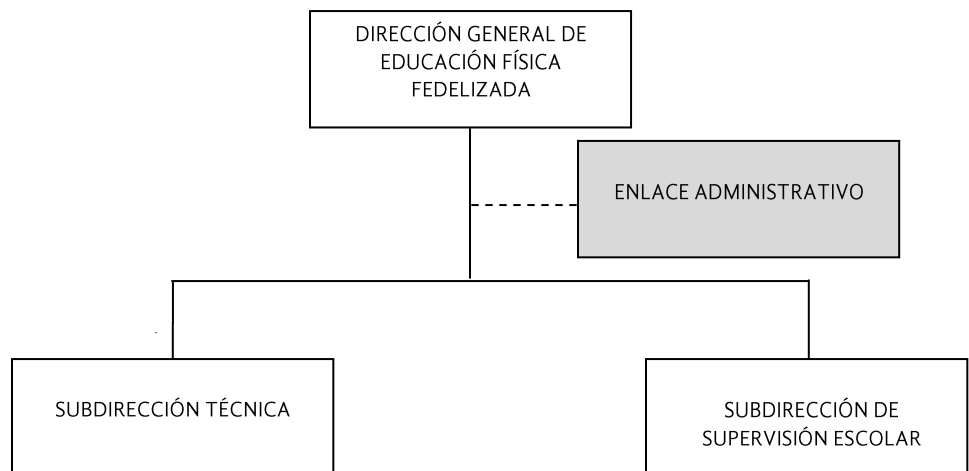 DIRECCIÓN GENERAL DE
EDUCACIÓN FÍSICA
FEDELIZADA
ENLACE ADMINISTRATIVO
SUBDIRECCIÓN TÉCNICA
SUBDIRECCIÓN DE
SUPERVISIÓN ESCOLAR